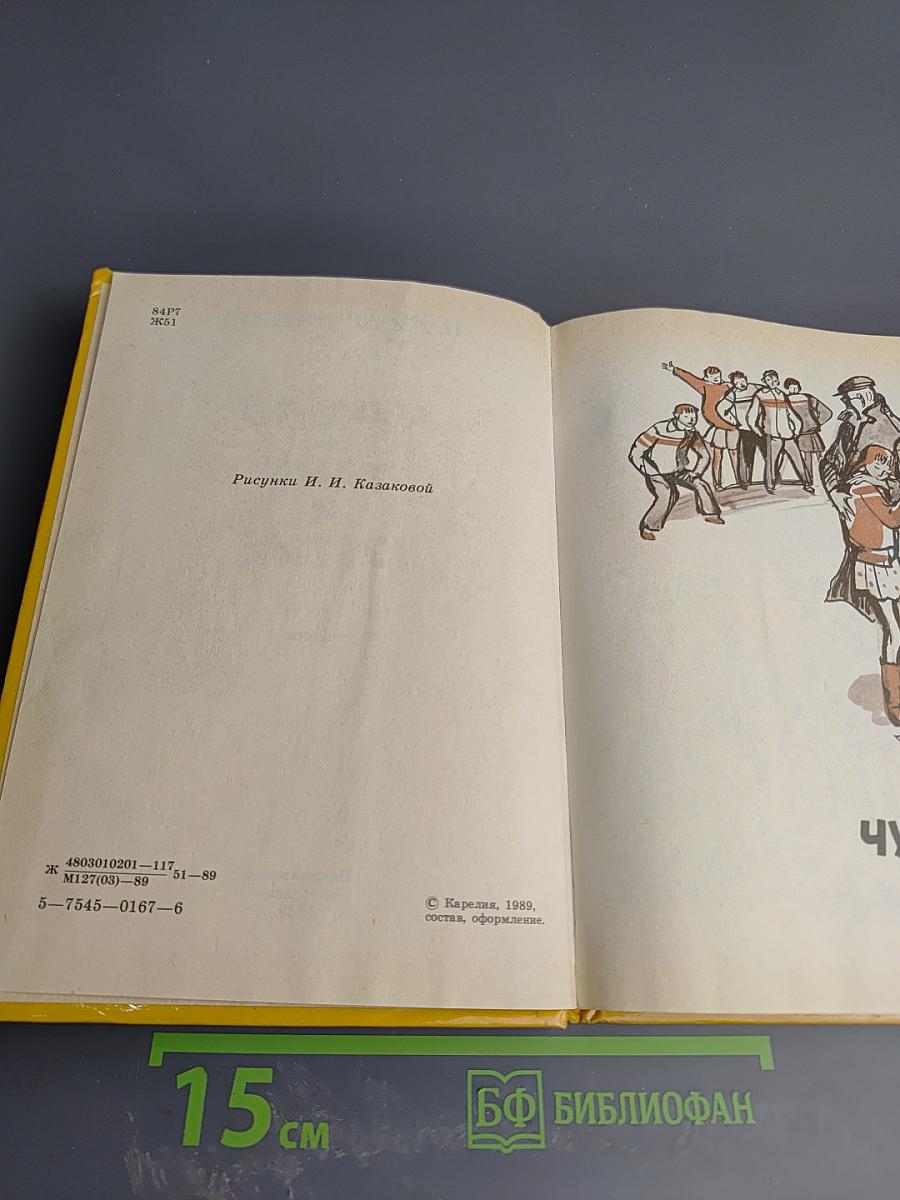 84Р7
Ж51
Рисунки И. И. Казаковой
Ж 4803010201—117 51—89
М127(03)—89
5—7545—0167—6
© Карелия, 1989,
состав, оформление.
ЧУ
15 см
БФ БИБЛИОФАН